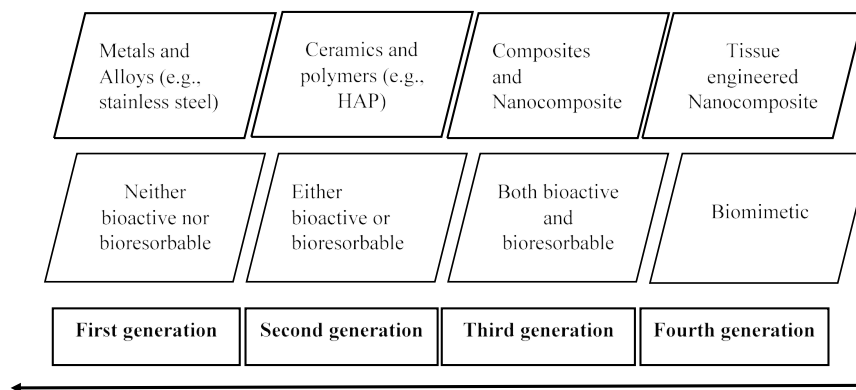 Metals and
Alloys (e.g.,
stainless steel)
Ceramics and
polymers (e.g.,
HAP)
Composites
and
Nanocomposite
Tissue
engineered
Nanocomposite
Neither
bioactive nor
bioresorbable
Either
bioactive or
bioresorbable
Both bioactive
and
bioresorbable
Biomimetic
First generation
Second generation
Third generation
Fourth generation